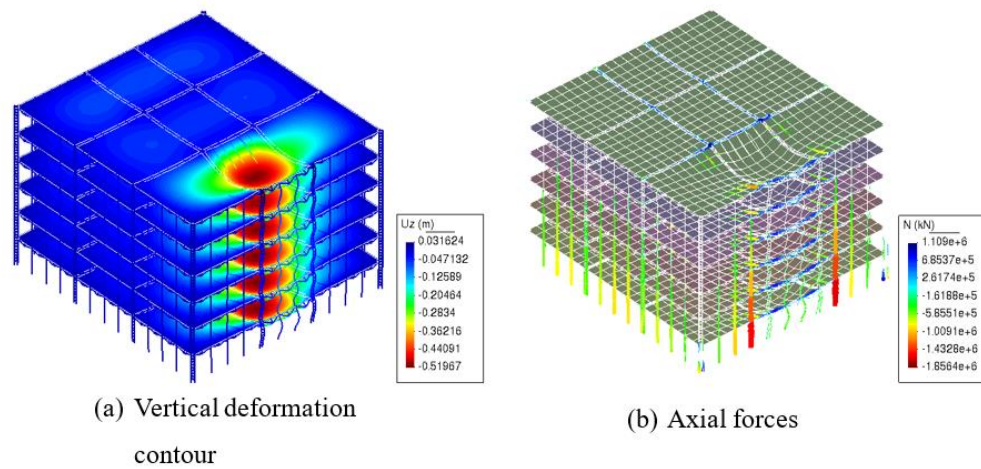 Uz (m)
0.031624
-0.047132
-0.12589
-0.20464
-0.2834
-0.36216
-0.44091
-0.51967
(a) Vertical deformation
contour
N (kN)
1.109e+6
6.8537e+5
2.6174e+5
-1.6188e+5
-5.8551e+5
-1.0091e+6
-1.4328e+6
-1.8564e+6
(b) Axial forces